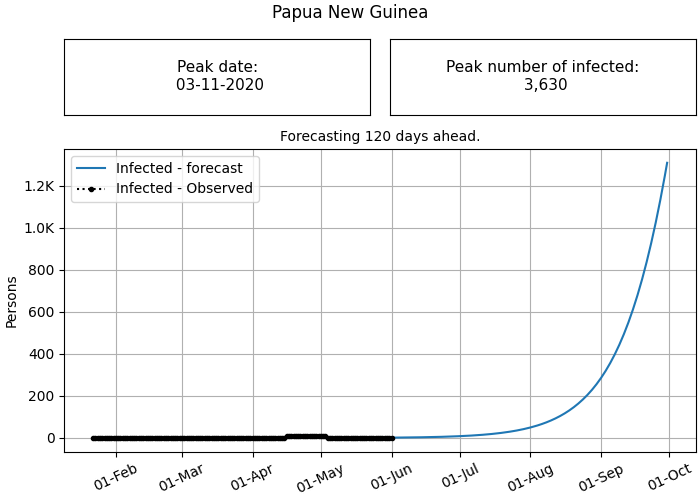 Papua New Guinea
Peak date:
03-11-2020
Peak number of infected:
3,630
Forecasting 120 days ahead.
Infected - forecast
Infected - Observed
1.2K
1.0K
800
600
400
200
0
Persons
01-Feb
01-Mar
01-Apr
01-May
01-Jun
01-Jul
01-Aug
01-Sep
01-Oct